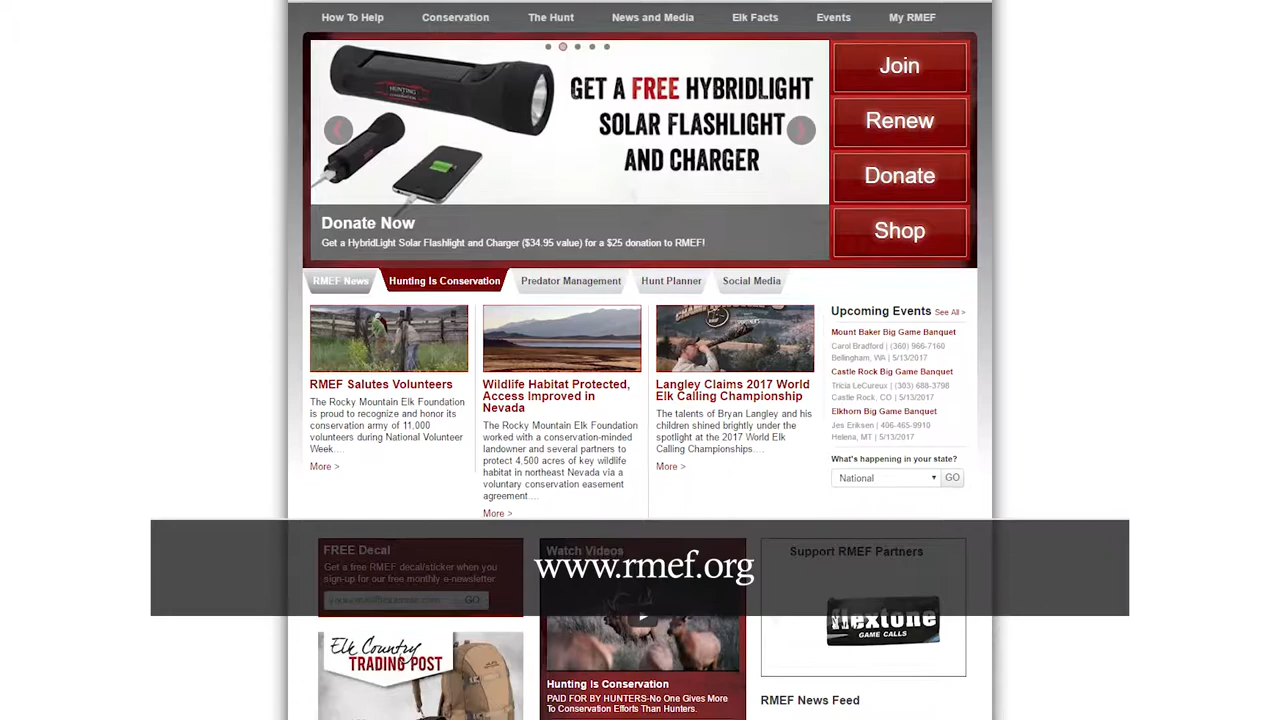 How To Help
Conservation
The Hunt
News and Media
Elk Facts
Events
My RMEF
HUNTING
GET A FREE HYBRIDLIGHT
SOLAR FLASHLIGHT
AND CHARGER
Donate Now
Get a HybridLight Solar Flashlight and Charger ($34.95 value) for a $25 donation to RMEF!
Join
Renew
Donate
Shop
RMEF News
Hunting Is Conservation
Predator Management
Hunt Planner
Social Media
RMEF Salutes Volunteers
The Rocky Mountain Elk Foundation
is proud to recognize and honor its
conservation army of 11,000
volunteers during National Volunteer
Week....
More >
Wildlife Habitat Protected,
Access Improved in
Nevada
The Rocky Mountain Elk Foundation
worked with a conservation-minded
landowner and several partners to
protect 4,500 acres of key wildlife
habitat in northeast Nevada via a
voluntary conservation easement
agreement....
More >
Langley Claims 2017 World
Elk Calling Championship
The talents of Bryan Langley and his
children shined brightly under the
spotlight at the 2017 World Elk
Calling Championships....
More >
Upcoming Events See All >
Mount Baker Big Game Banquet
Carol Bradford | (360) 966-7160
Bellingham, WA | 5/13/2017
Castle Rock Big Game Banquet
Tricia LeCureux | (303) 688-3798
Castle Rock, CO | 5/13/2017
Elkhorn Big Game Banquet
Jes Eriksen | 406-465-9910
Helena, MT | 5/13/2017
What's happening in your state?
National
GO
FREE Decal
Get a free RMEF decal/sticker when you
sign-up for our free monthly e-newsletter
GO
Watch Videos
Support RMEF Partners
www.rmef.org
flextone
GAME CALLS
Elk Country
TRADING POST
Hunting Is Conservation
PAID FOR BY HUNTERS-No One Gives More
To Conservation Efforts Than Hunters.
RMEF News Feed